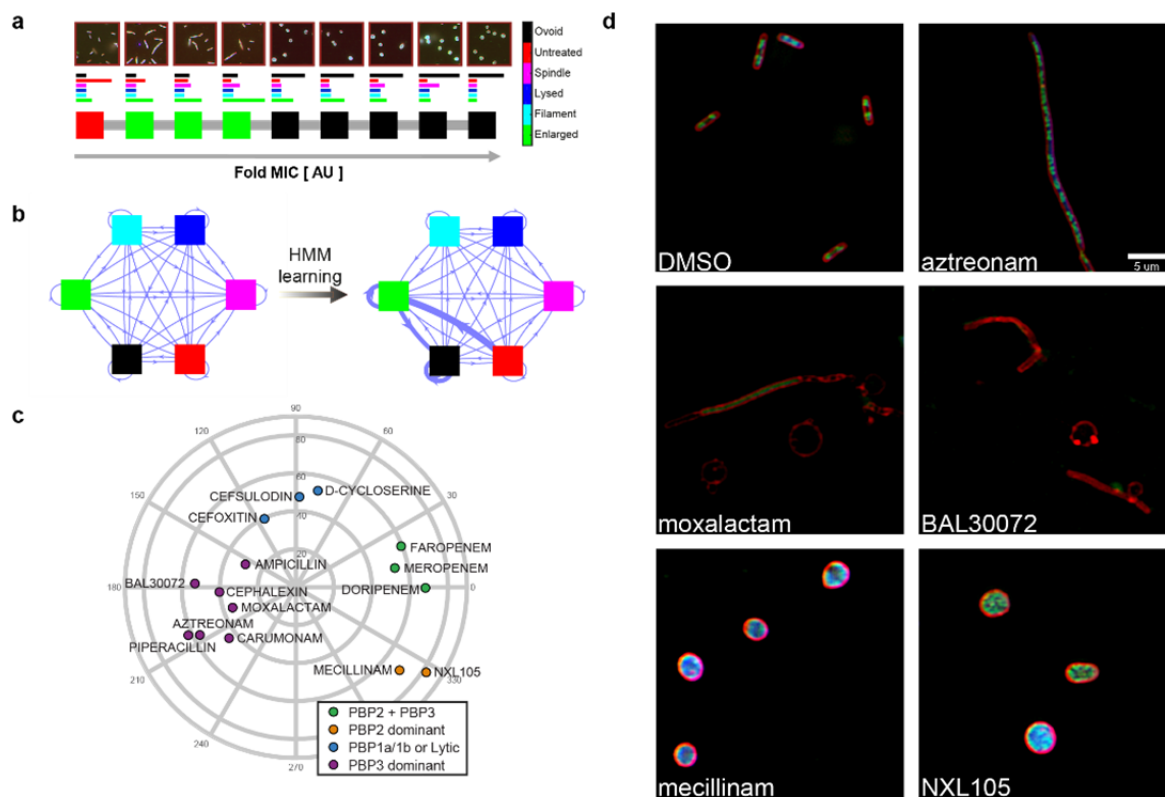 a
Ovoid
Untreated
Spindle
Lysed
Filament
Enlarged
Fold MIC [ AU ]
b
HMM
learning
c
90
120
60
80
150
60
30
40
20
180
0
210
330
240
270
CEFSULODIN
D-CYCLOSERINE
CEFOXITIN
FAROPENEM
AMPICILLIN
MEROPENEM
BAL30072
CEPHALEXIN
DORIPENEM
MOXALACTAM
AZTREONAM
PIPERACILLIN
CARUMONAM
MECILLINAM
NXL105
PBP2 + PBP3
PBP2 dominant
PBP1a/1b or Lytic
PBP3 dominant
d
DMSO
aztreonam
5 um
moxalactam
BAL30072
mecillinam
NXL105